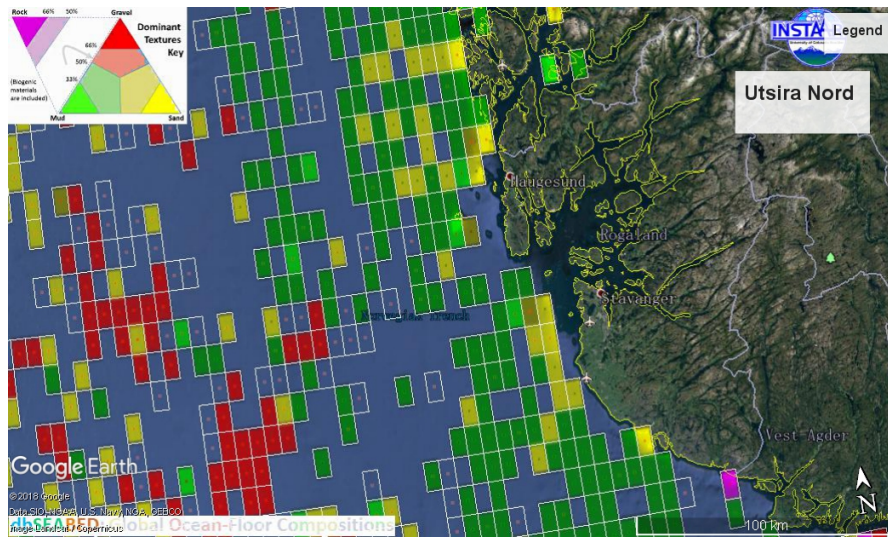 Rock
66%
50%
Gravel
Dominant
Textures
Key
66%
50%
33%
(Biogenic
materials
are included)
Mud
Sand
INSTA
Legend
Utsira Nord
Haugesund
Rogaland
Stavanger
Norwegian Trench
Vest-Agder
Google Earth
©2018 Google
Data SIO, NOAA, U.S. Navy, NGA, GEBCO
Image Landsat / Copernicus
dbSEABED Global Ocean-Floor Compositions
N
100 km